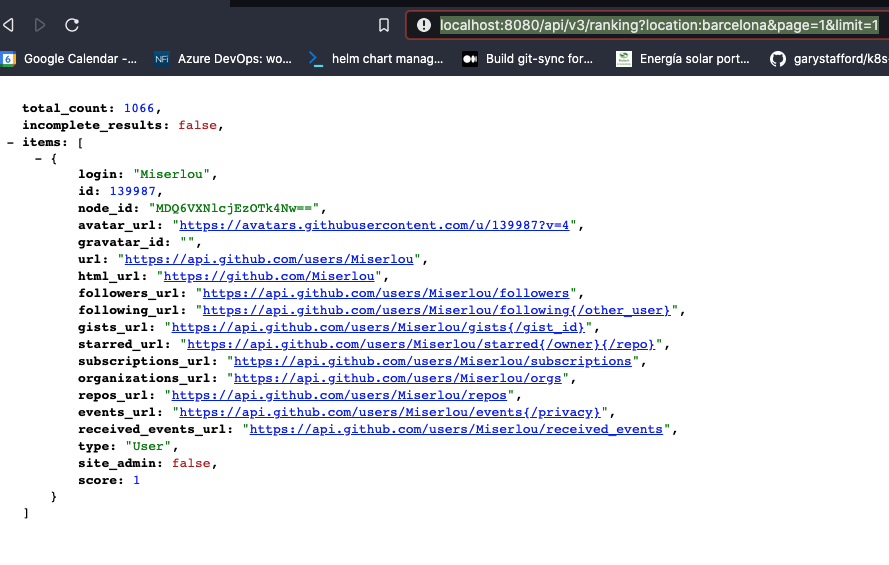 localhost:8080/api/v3/ranking?location:barcelona&page=1&limit=1
6 Google Calendar -... NFi Azure DevOps: wo... helm chart manag... Build git-sync for... Energía solar port... garystafford/k8s
total_count: 1066,
incomplete_results: false,
- items: [
- {
login: "Miserlou",
id: 139987,
node_id: "MDQ6VXNlcjEzOTk4Nw==",
avatar_url: "https://avatars.githubusercontent.com/u/139987?v=4",
gravatar_id: "",
url: "https://api.github.com/users/Miserlou",
html_url: "https://github.com/Miserlou",
followers_url: "https://api.github.com/users/Miserlou/followers",
following_url: "https://api.github.com/users/Miserlou/following{/other_user}",
gists_url: "https://api.github.com/users/Miserlou/gists{/gist_id}",
starred_url: "https://api.github.com/users/Miserlou/starred{/owner}{/repo}",
subscriptions_url: "https://api.github.com/users/Miserlou/subscriptions",
organizations_url: "https://api.github.com/users/Miserlou/orgs",
repos_url: "https://api.github.com/users/Miserlou/repos",
events_url: "https://api.github.com/users/Miserlou/events{/privacy}",
received_events_url: "https://api.github.com/users/Miserlou/received_events",
type: "User",
site_admin: false,
score: 1
}
]